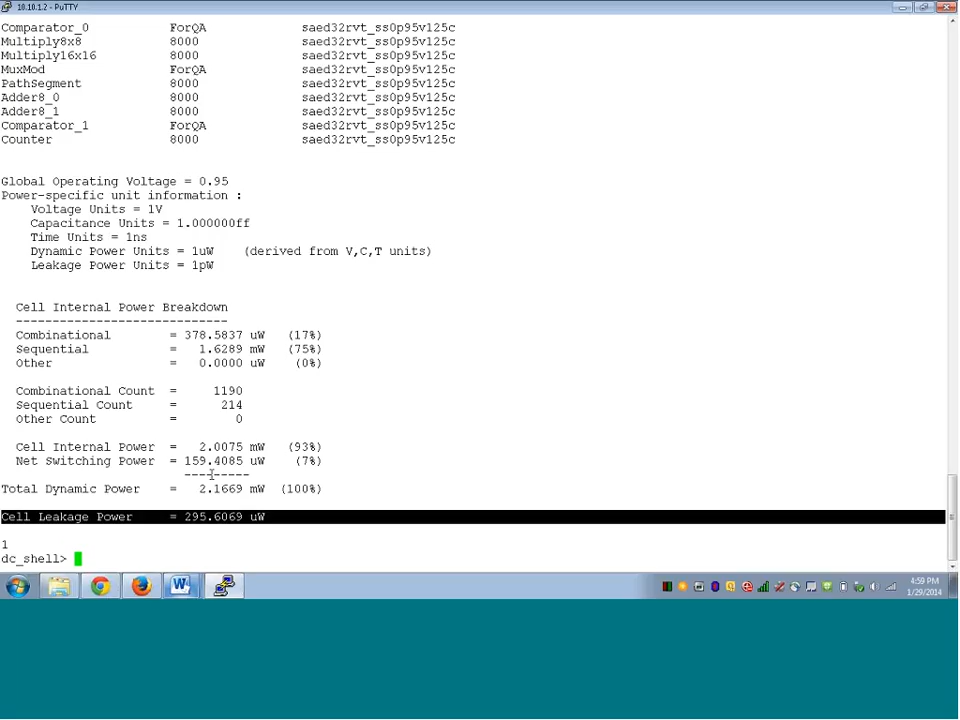 10.10.1.2 - PuTTY
Comparator_0 ForQA saed32rvt_ss0p95v125c
Multiply8x8 8000 saed32rvt_ss0p95v125c
Multiply16x16 8000 saed32rvt_ss0p95v125c
MuxMod ForQA saed32rvt_ss0p95v125c
PathSegment 8000 saed32rvt_ss0p95v125c
Adder8_0 8000 saed32rvt_ss0p95v125c
Adder8_1 8000 saed32rvt_ss0p95v125c
Comparator_1 ForQA saed32rvt_ss0p95v125c
Counter 8000 saed32rvt_ss0p95v125c
Global Operating Voltage = 0.95
Power-specific unit information :
Voltage Units = 1V
Capacitance Units = 1.000000ff
Time Units = 1ns
Dynamic Power Units = 1uW (derived from V,C,T units)
Leakage Power Units = 1pW
Cell Internal Power Breakdown
-----------------------------
Combinational = 378.5837 uW (17%)
Sequential = 1.6289 mW (75%)
Other = 0.0000 uW (0%)
Combinational Count = 1190
Sequential Count = 214
Other Count = 0
Cell Internal Power = 2.0075 mW (93%)
Net Switching Power = 159.4085 uW (7%)
---------
Total Dynamic Power = 2.1669 mW (100%)
Cell Leakage Power = 295.6069 uW
1
dc_shell>
4:59 PM
1/29/2014